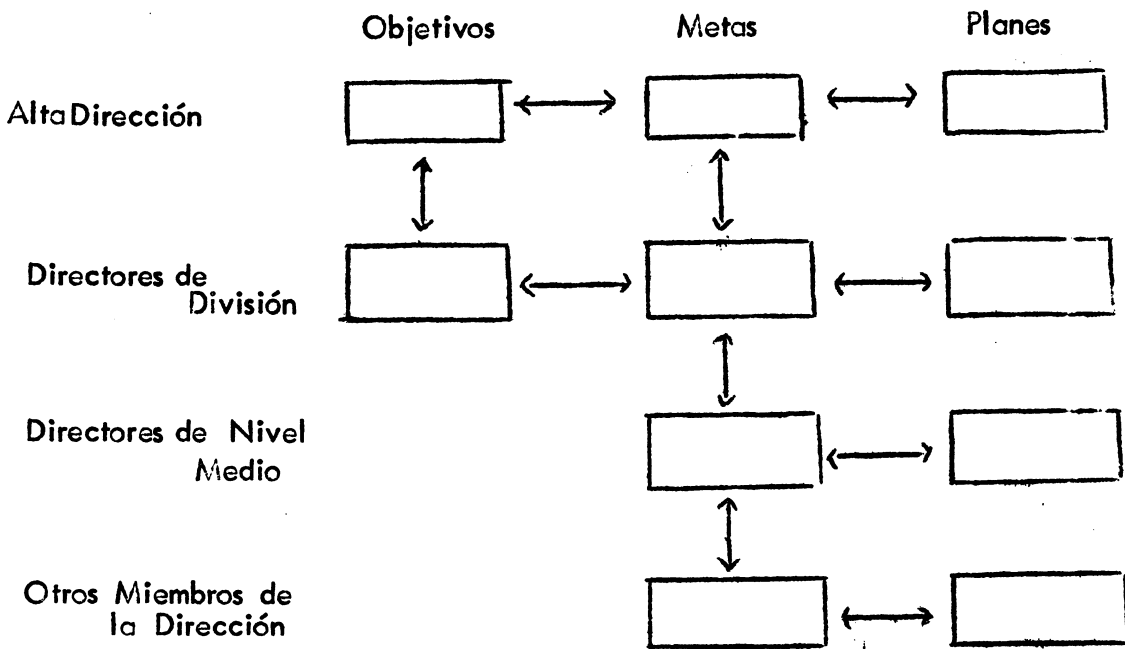 Objetivos Metas Planes
Alta Dirección
Directores de
División
Directores de Nivel
Medio
Otros Miembros de
la Dirección